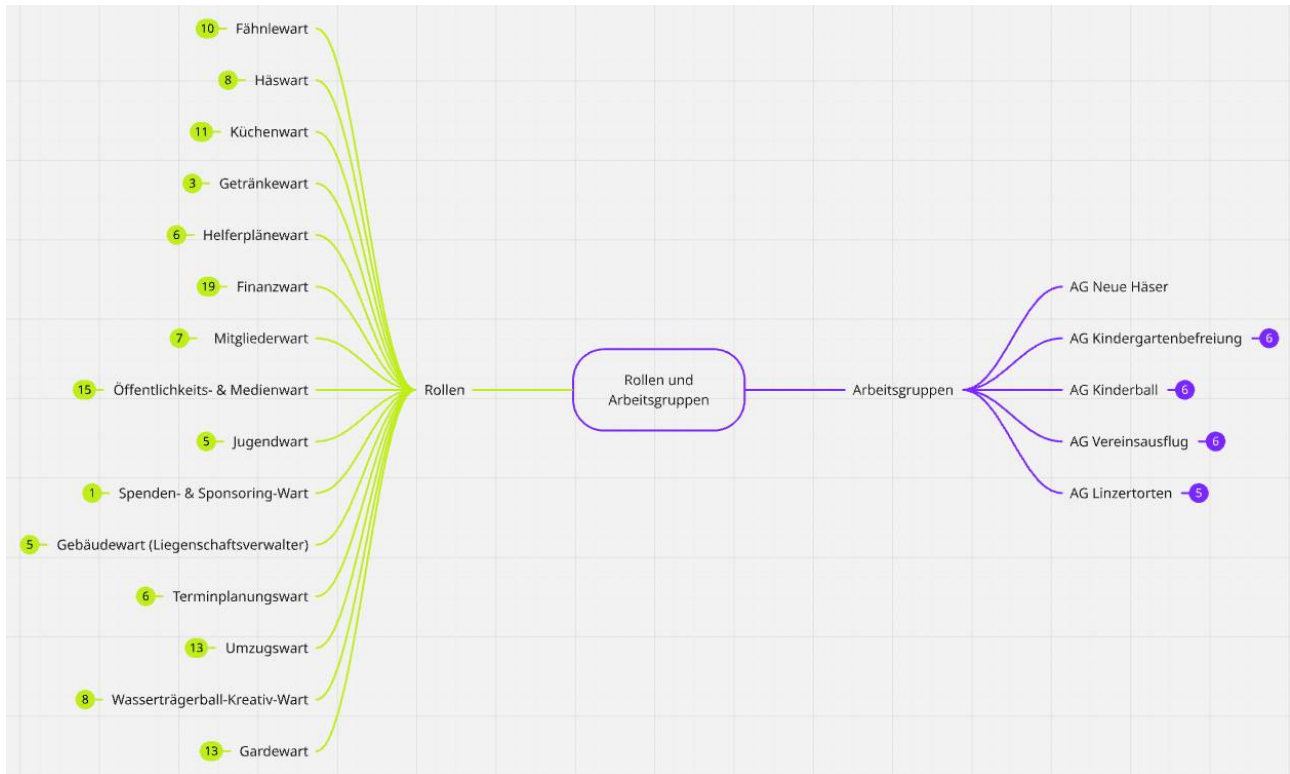 10 Fähnlewart
8 Häswart
11 Küchenwart
3 Getränkewart
6 Helferplänewart
19 Finanzwart
7 Mitgliederwart
15 Öffentlichkeits- & Medienwart
5 Jugendwart
1 Spenden- & Sponsoring-Wart
5 Gebäudewart (Liegenschaftsverwalter)
6 Terminplanungswart
13 Umzugswart
8 Wasserträgerball-Kreativ-Wart
13 Gardewart
Rollen
Rollen und
Arbeitsgruppen
Arbeitsgruppen
AG Neue Häser
AG Kindergartenbefreiung 6
AG Kinderball 6
AG Vereinsausflug 6
AG Linzertorten 5